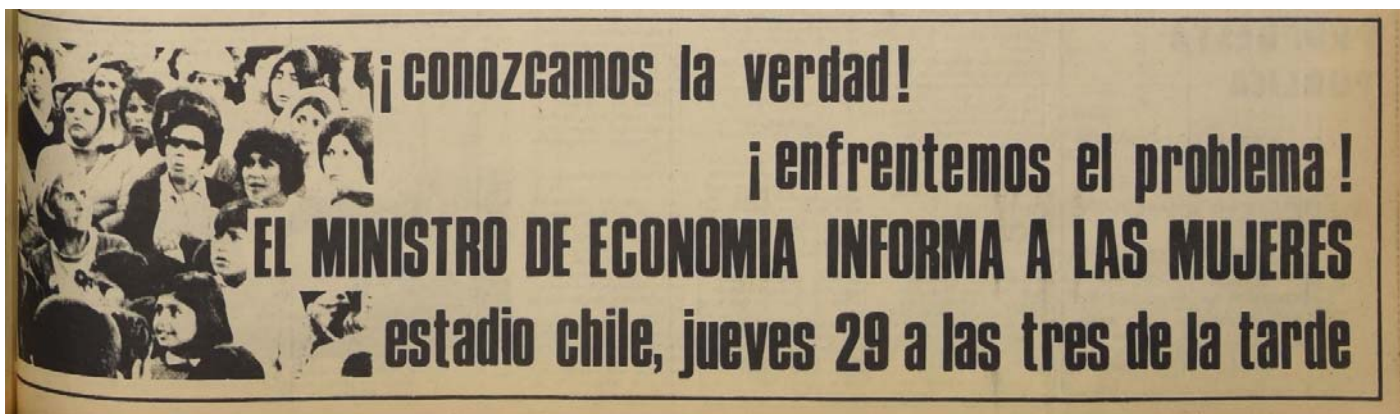 ¡conozcamos la verdad!
¡enfrentemos el problema!
EL MINISTRO DE ECONOMIA INFORMA A LAS MUJERES
estadio chile, jueves 29 a las tres de la tarde